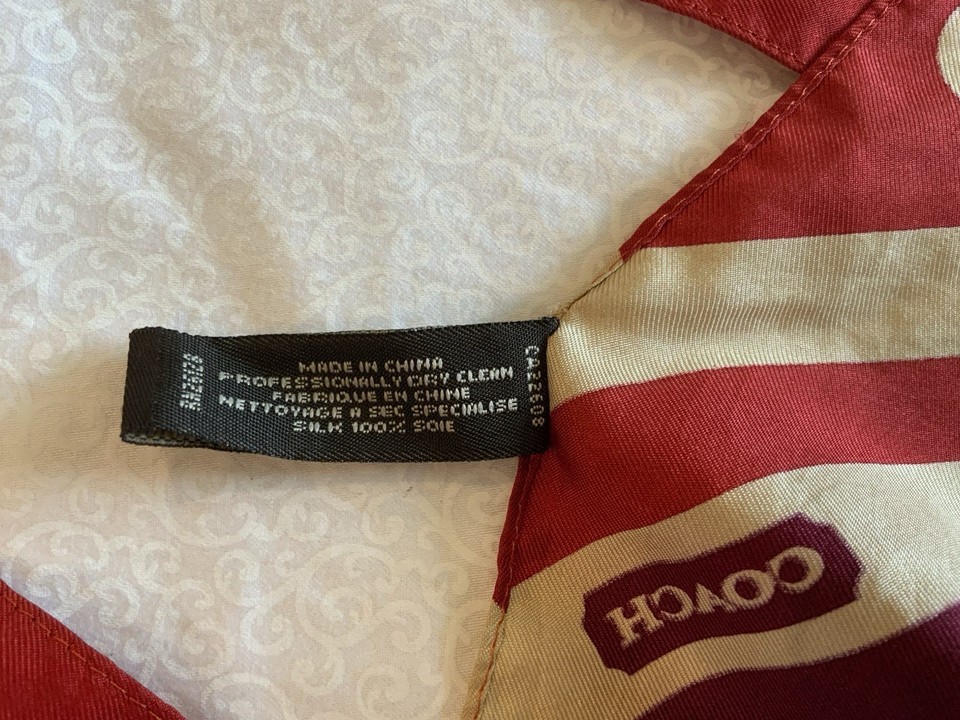 MADE IN CHINA
PROFESSIONALLY DRY CLEAN
FABRIQUE EN CHINE
NETTOYAGE A SEC SPECIALISE
SILK 100% SOIE
CA22608
COACH